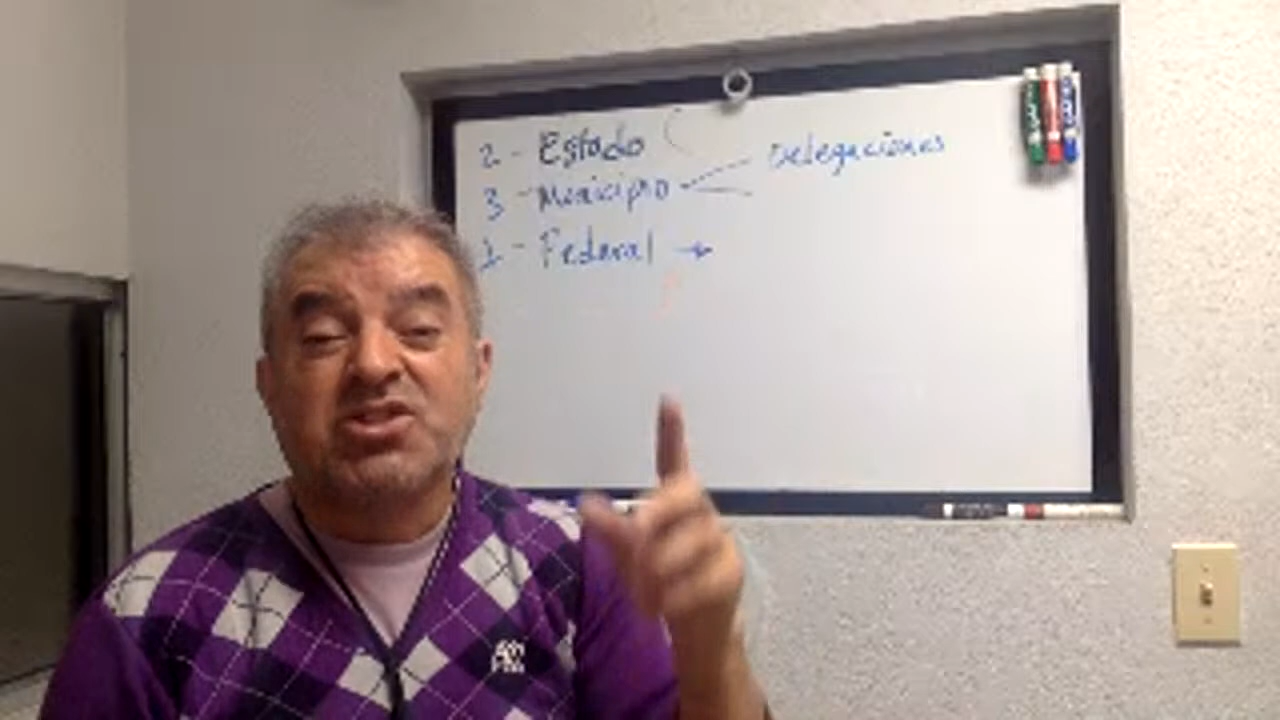 2 - Estado
3 - Municipio Delegaciones
1 - Federal →